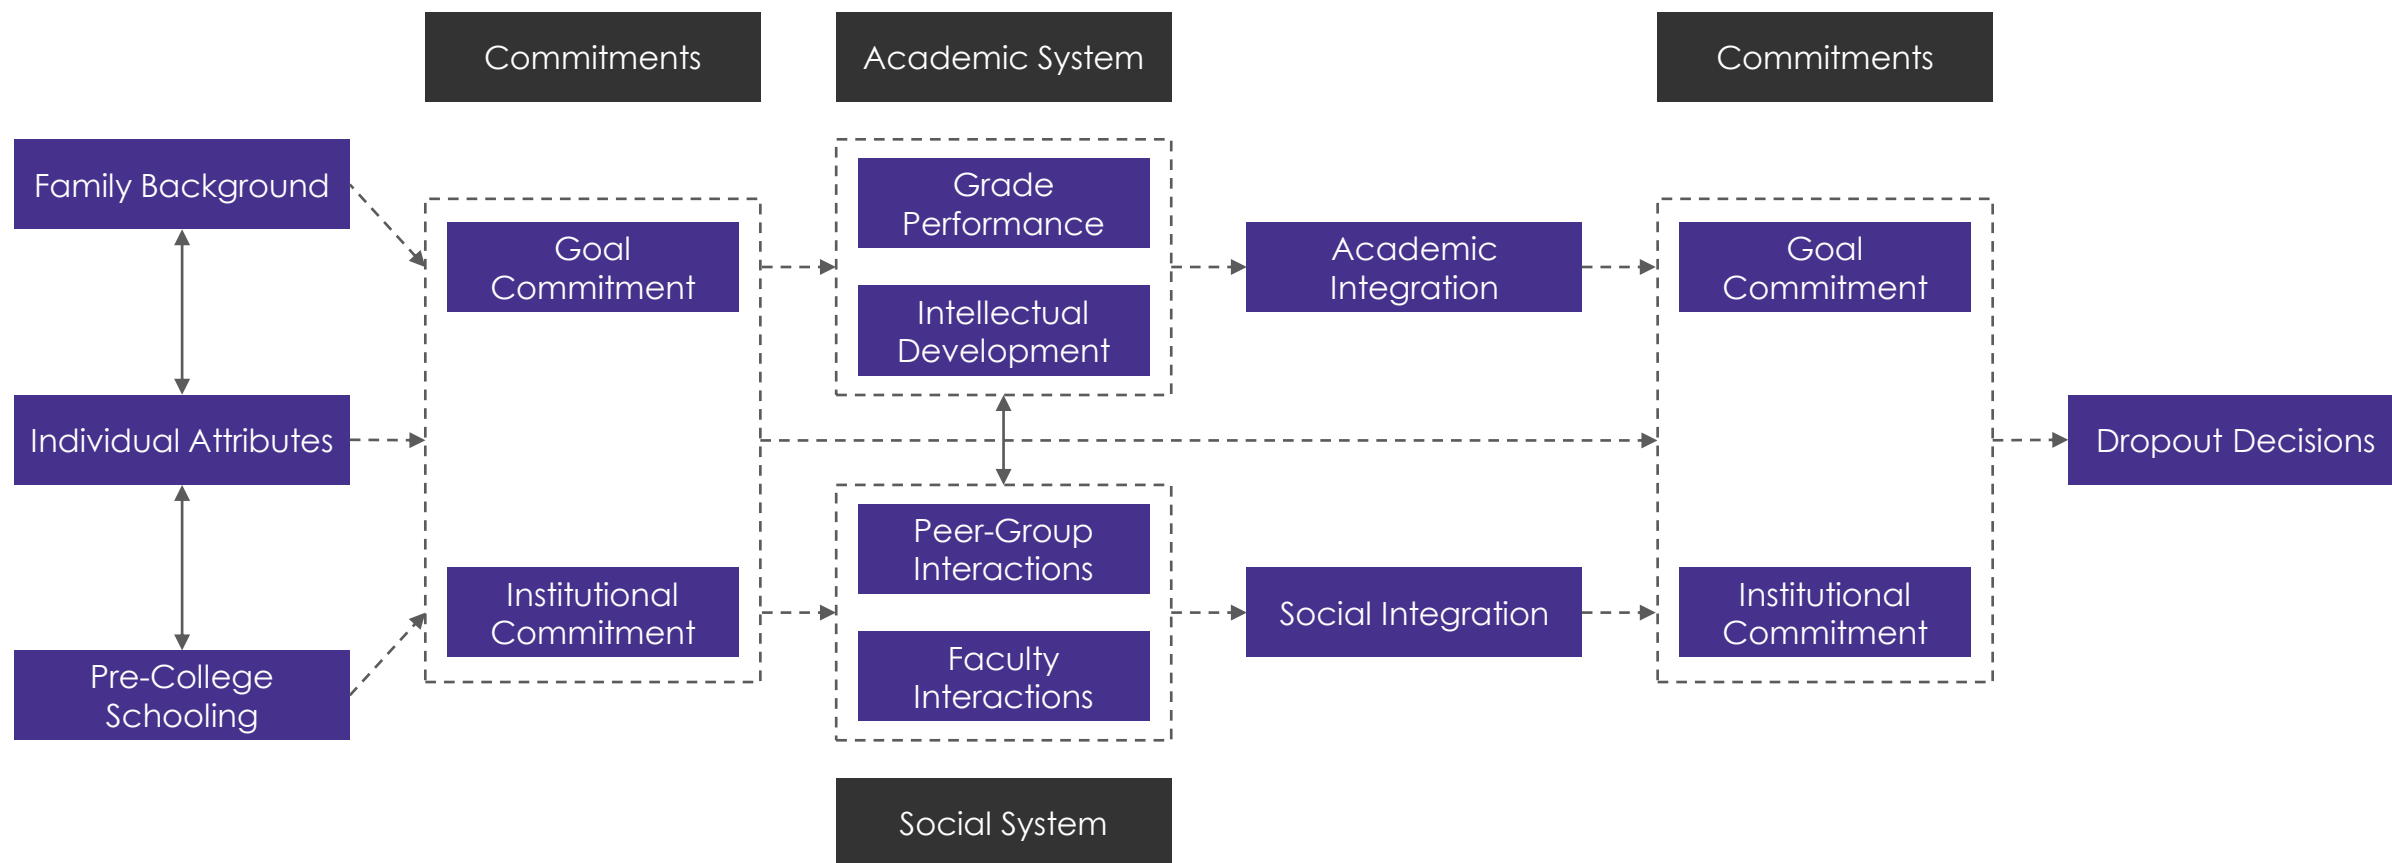 Commitments
Academic System
Commitments
Family Background
Individual Attributes
Pre-College
Schooling
Goal
Commitment
Institutional
Commitment
Grade
Performance
Intellectual
Development
Peer-Group
Interactions
Faculty
Interactions
Social System
Academic
Integration
Social Integration
Goal
Commitment
Institutional
Commitment
Dropout Decisions